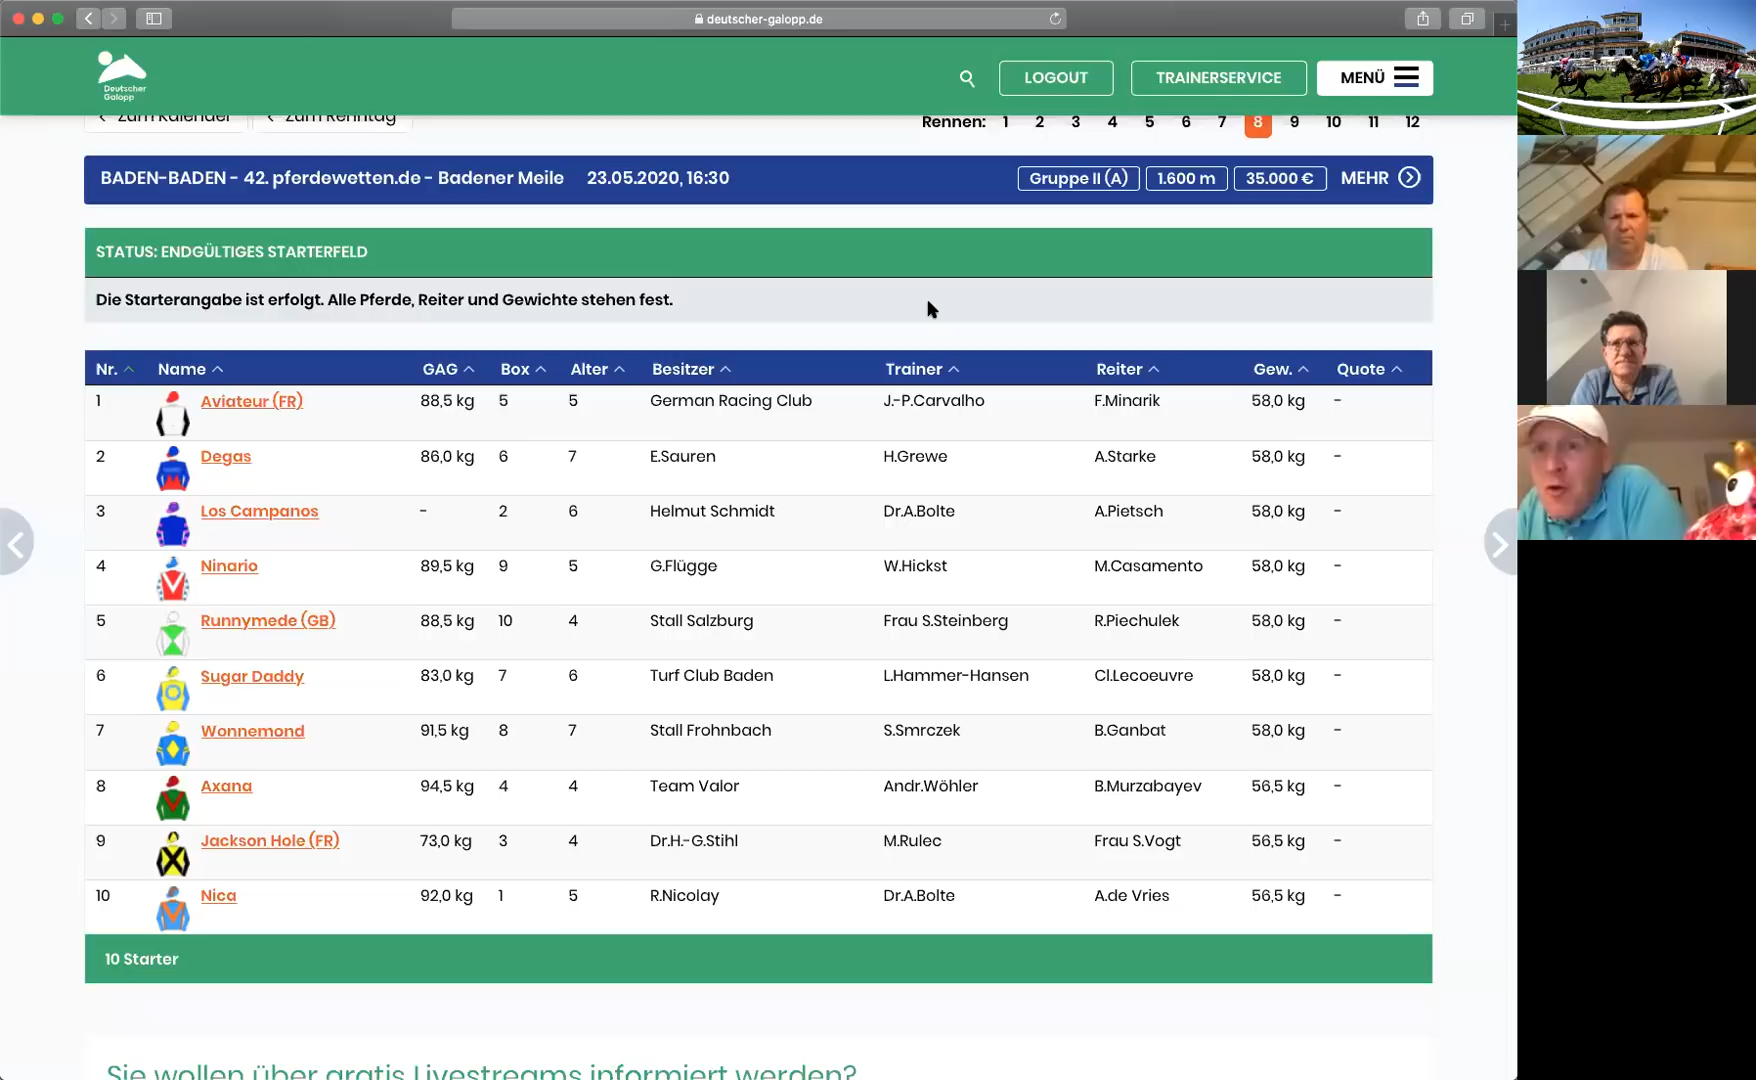 deutscher-galopp.de
Deutscher
Galopp
LOGOUT
TRAINERSERVICE
MENÜ
Zum Kalender
Zum Renntag
Rennen: 1 2 3 4 5 6 7 8 9 10 11 12
BADEN-BADEN - 42. pferdewetten.de - Badener Meile 23.05.2020, 16:30 Gruppe II (A) 1.600 m 35.000 € MEHR
STATUS: ENDGÜLTIGES STARTERFELD
Die Starterangabe ist erfolgt. Alle Pferde, Reiter und Gewichte stehen fest.
Nr. Name GAG Box Alter Besitzer Trainer Reiter Gew. Quote
1 Aviateur (FR) 88,5 kg 5 5 German Racing Club J.-P.Carvalho F.Minarik 58,0 kg -
2 Degas 86,0 kg 6 7 E.Sauren H.Grewe A.Starke 58,0 kg -
3 Los Campanos - 2 6 Helmut Schmidt Dr.A.Bolte A.Pietsch 58,0 kg -
4 Ninario 89,5 kg 9 5 G.Flügge W.Hickst M.Casamento 58,0 kg -
5 Runnymede (GB) 88,5 kg 10 4 Stall Salzburg Frau S.Steinberg R.Piechulek 58,0 kg -
6 Sugar Daddy 83,0 kg 7 6 Turf Club Baden L.Hammer-Hansen Cl.Lecoeuvre 58,0 kg -
7 Wonnemond 91,5 kg 8 7 Stall Frohnbach S.Smrczek B.Ganbat 58,0 kg -
8 Axana 94,5 kg 4 4 Team Valor Andr.Wöhler B.Murzabayev 56,5 kg -
9 Jackson Hole (FR) 73,0 kg 3 4 Dr.H.-G.Stihl M.Rulec Frau S.Vogt 56,5 kg -
10 Nica 92,0 kg 1 5 R.Nicolay Dr.A.Bolte A.de Vries 56,5 kg -
10 Starter
Sie wollen über gratis Livestreams informiert werden?